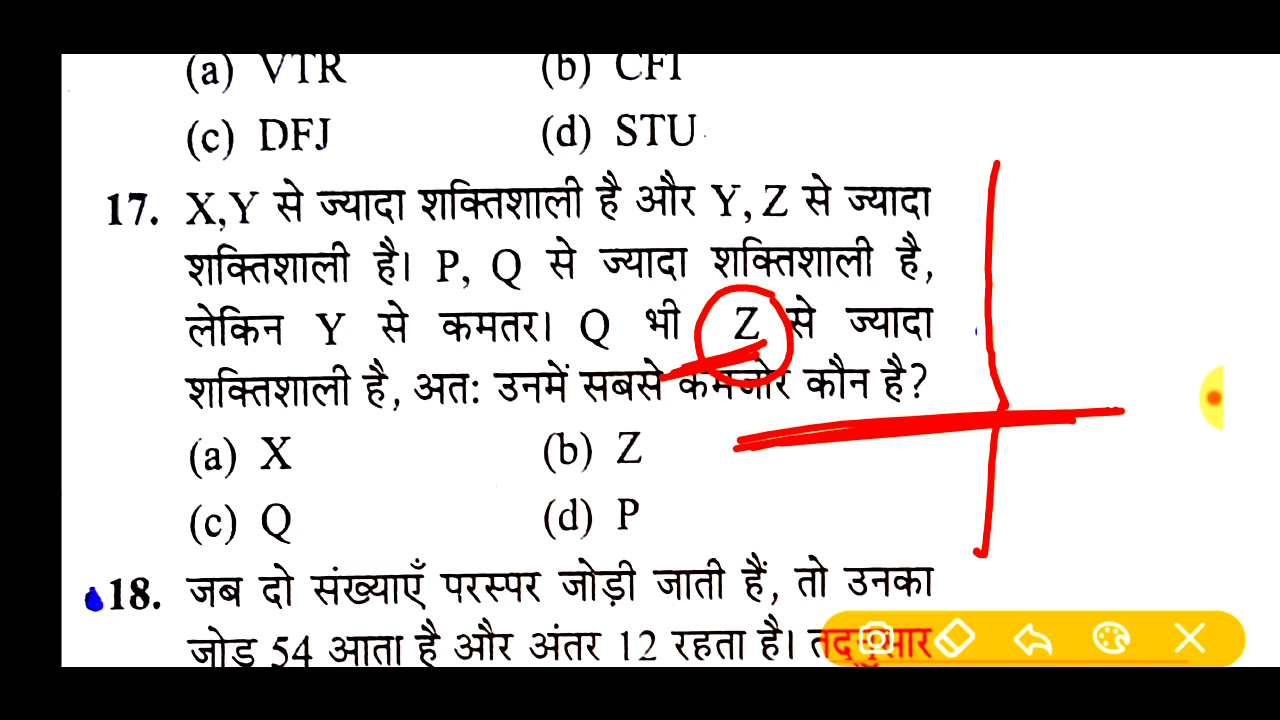 (a) VTR (b) CFI
(c) DFJ (d) STU
17. X,Y से ज्यादा शक्तिशाली है और Y, Z से ज्यादा
शक्तिशाली है। P, Q से ज्यादा शक्तिशाली है,
लेकिन Y से कमतर। Q भी Z से ज्यादा
शक्तिशाली है, अत: उनमें सबसे कमजोर कौन है?
(a) X (b) Z
(c) Q (d) P
18. जब दो संख्याएँ परस्पर जोड़ी जाती हैं, तो उनका
जोड़ 54 आता है और अंतर 12 रहता है। तद्नुसार